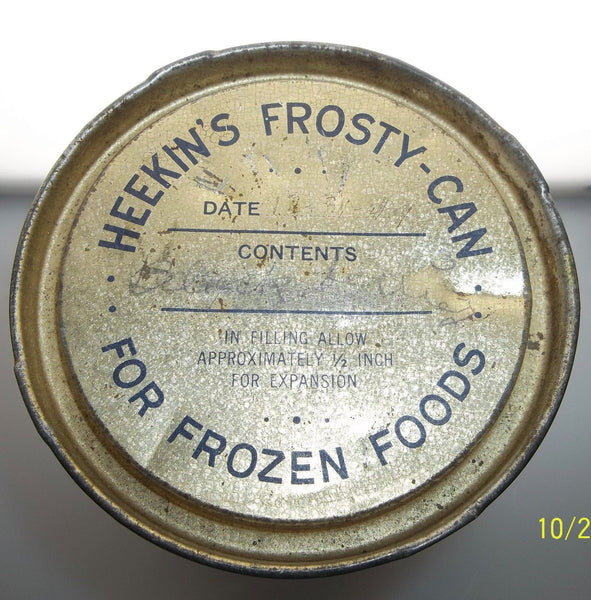 HEEKIN'S FROSTY-CAN
DATE
CONTENTS
IN FILLING ALLOW
APPROXIMATELY ½ INCH
FOR EXPANSION
FOR FROZEN FOODS
10/2